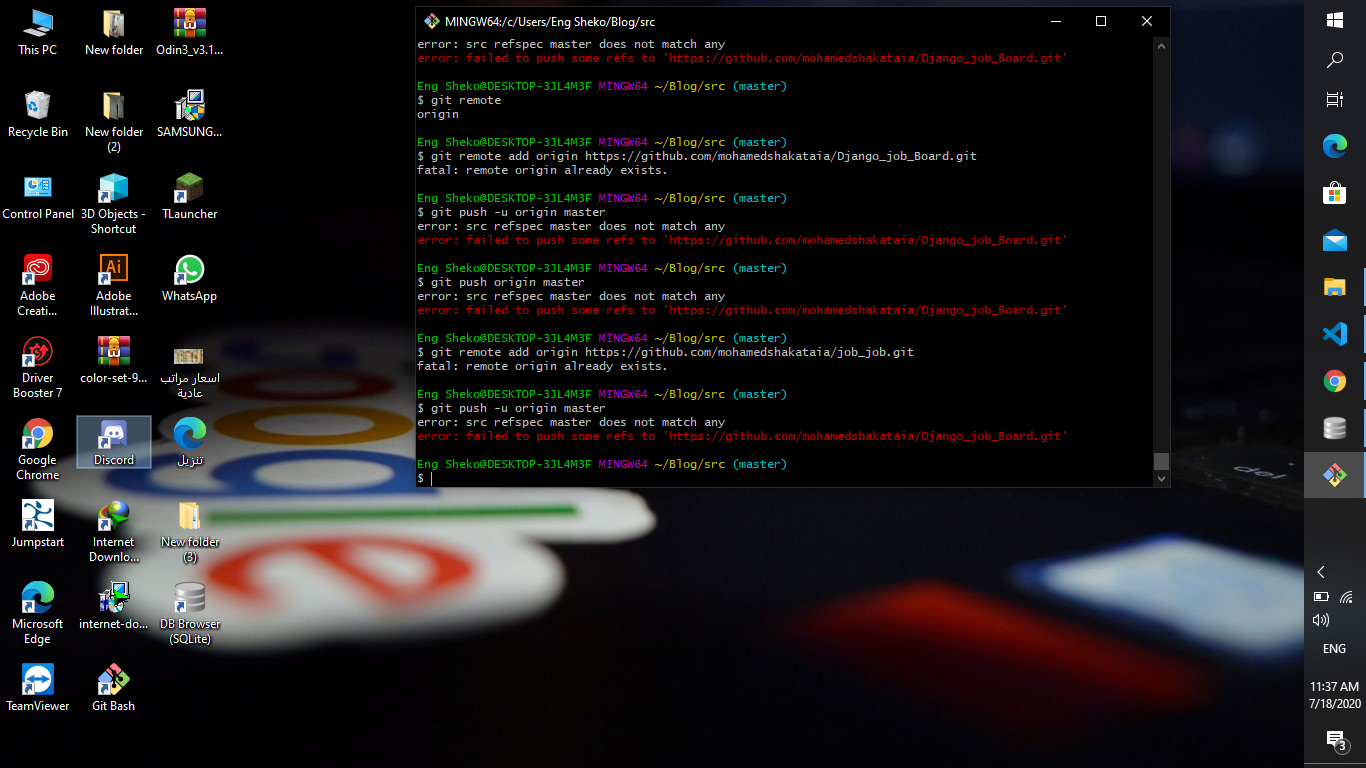 This PC
New folder
Odin3_v3.1...
Recycle Bin
New folder
(2)
SAMSUNG...
Control Panel
3D Objects -
Shortcut
TLauncher
Adobe
Creati...
Adobe
Illustrat...
WhatsApp
Driver
Booster 7
color-set-9...
اسعار مراتب
عادية
Google
Chrome
Discord
تنزيل
Jumpstart
Internet
Downlo...
New folder
(3)
Microsoft
Edge
internet-do...
DB Browser
(SQLite)
TeamViewer
Git Bash
MINGW64:/c/Users/Eng Sheko/Blog/src
error: src refspec master does not match any
error: failed to push some refs to 'https://github.com/mohamedshakataia/Django_job_Board.git'
Eng Sheko@DESKTOP-3JL4M3F MINGW64 ~/Blog/src (master)
$ git remote
origin
Eng Sheko@DESKTOP-3JL4M3F MINGW64 ~/Blog/src (master)
$ git remote add origin https://github.com/mohamedshakataia/Django_job_Board.git
fatal: remote origin already exists.
Eng Sheko@DESKTOP-3JL4M3F MINGW64 ~/Blog/src (master)
$ git push -u origin master
error: src refspec master does not match any
error: failed to push some refs to 'https://github.com/mohamedshakataia/Django_job_Board.git'
Eng Sheko@DESKTOP-3JL4M3F MINGW64 ~/Blog/src (master)
$ git push origin master
error: src refspec master does not match any
error: failed to push some refs to 'https://github.com/mohamedshakataia/Django_job_Board.git'
Eng Sheko@DESKTOP-3JL4M3F MINGW64 ~/Blog/src (master)
$ git remote add origin https://github.com/mohamedshakataia/job_job.git
fatal: remote origin already exists.
Eng Sheko@DESKTOP-3JL4M3F MINGW64 ~/Blog/src (master)
$ git push -u origin master
error: src refspec master does not match any
error: failed to push some refs to 'https://github.com/mohamedshakataia/Django_job_Board.git'
Eng Sheko@DESKTOP-3JL4M3F MINGW64 ~/Blog/src (master)
$
del
ENG
11:37 AM
7/18/2020
3